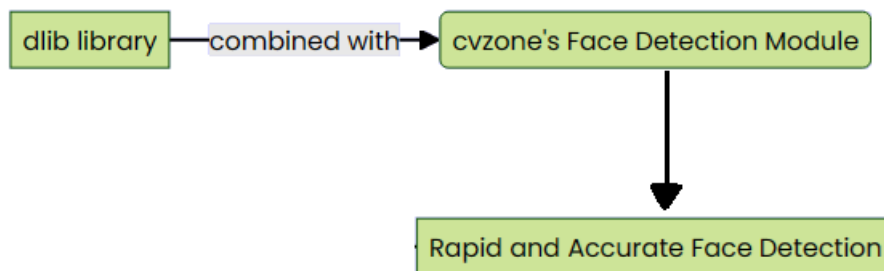 dlib library
combined with
cvzone's Face Detection Module
Rapid and Accurate Face Detection